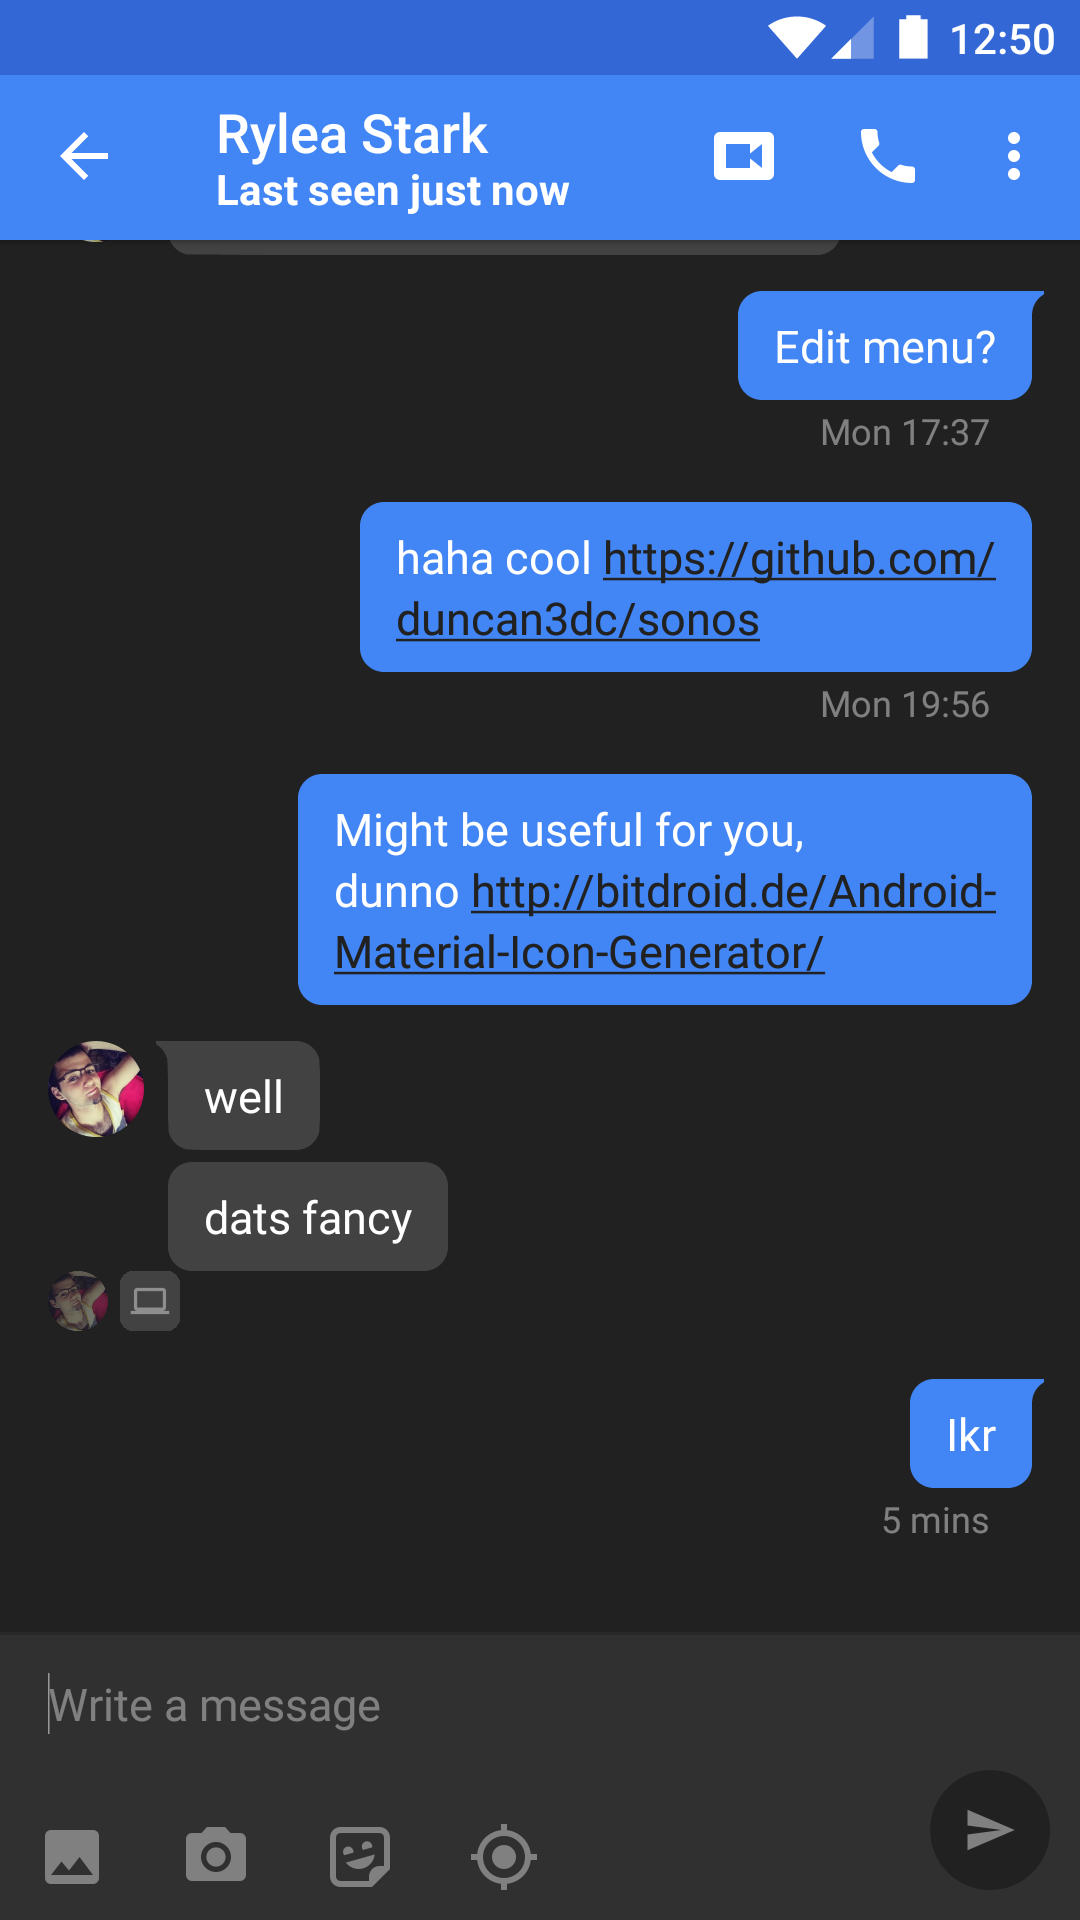 12:50
Rylea Stark
Last seen just now
Edit menu?
Mon 17:37
haha cool https://github.com/
duncan3dc/sonos
Mon 19:56
Might be useful for you,
dunno http://bitdroid.de/Android-
Material-Icon-Generator/
well
dats fancy
Ikr
5 mins
Write a message